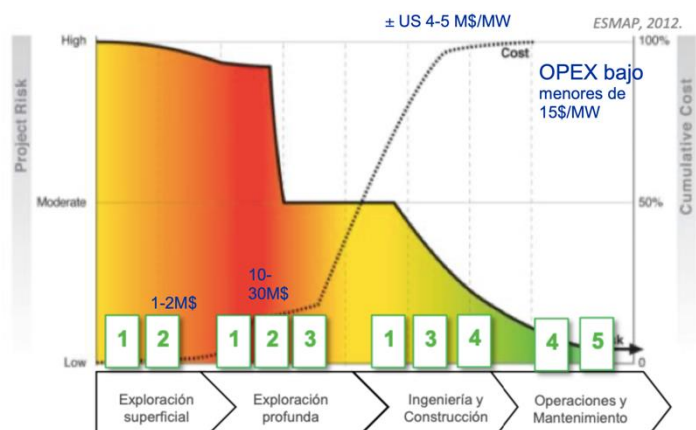 ± US 4-5 M$/MW
ESMAP, 2012.
High
100%
Cost
OPEX bajo
menores de
15$/MW
Project Risk
Cumulative Cost
Moderate
50%
10-
30M$
1-2M$
1 2 1 2 3 1 3 4 4 5
Low
0
Exploración
superficial
Exploración
profunda
Ingeniería y
Construcción
Operaciones y
Mantenimiento